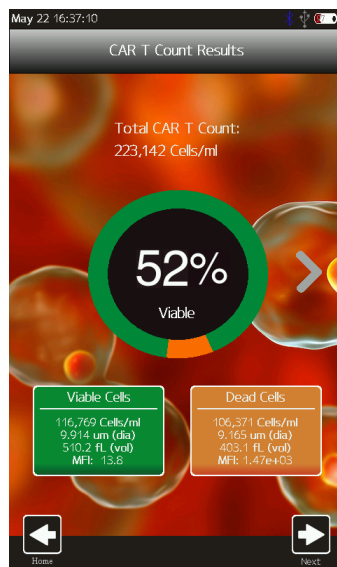 May 22 16:37:10
CAR T Count Results
Total CAR T Count:
223,142 Cells/ml
52%
Viable
Viable Cells
116,769 Cells/ml
9.914 um (dia)
510.2 fL (vol)
MFI: 13.8
Dead Cells
106,371 Cells/ml
9.165 um (dia)
403.1 fL (vol)
MFI: 1.47e+03
Home
Next